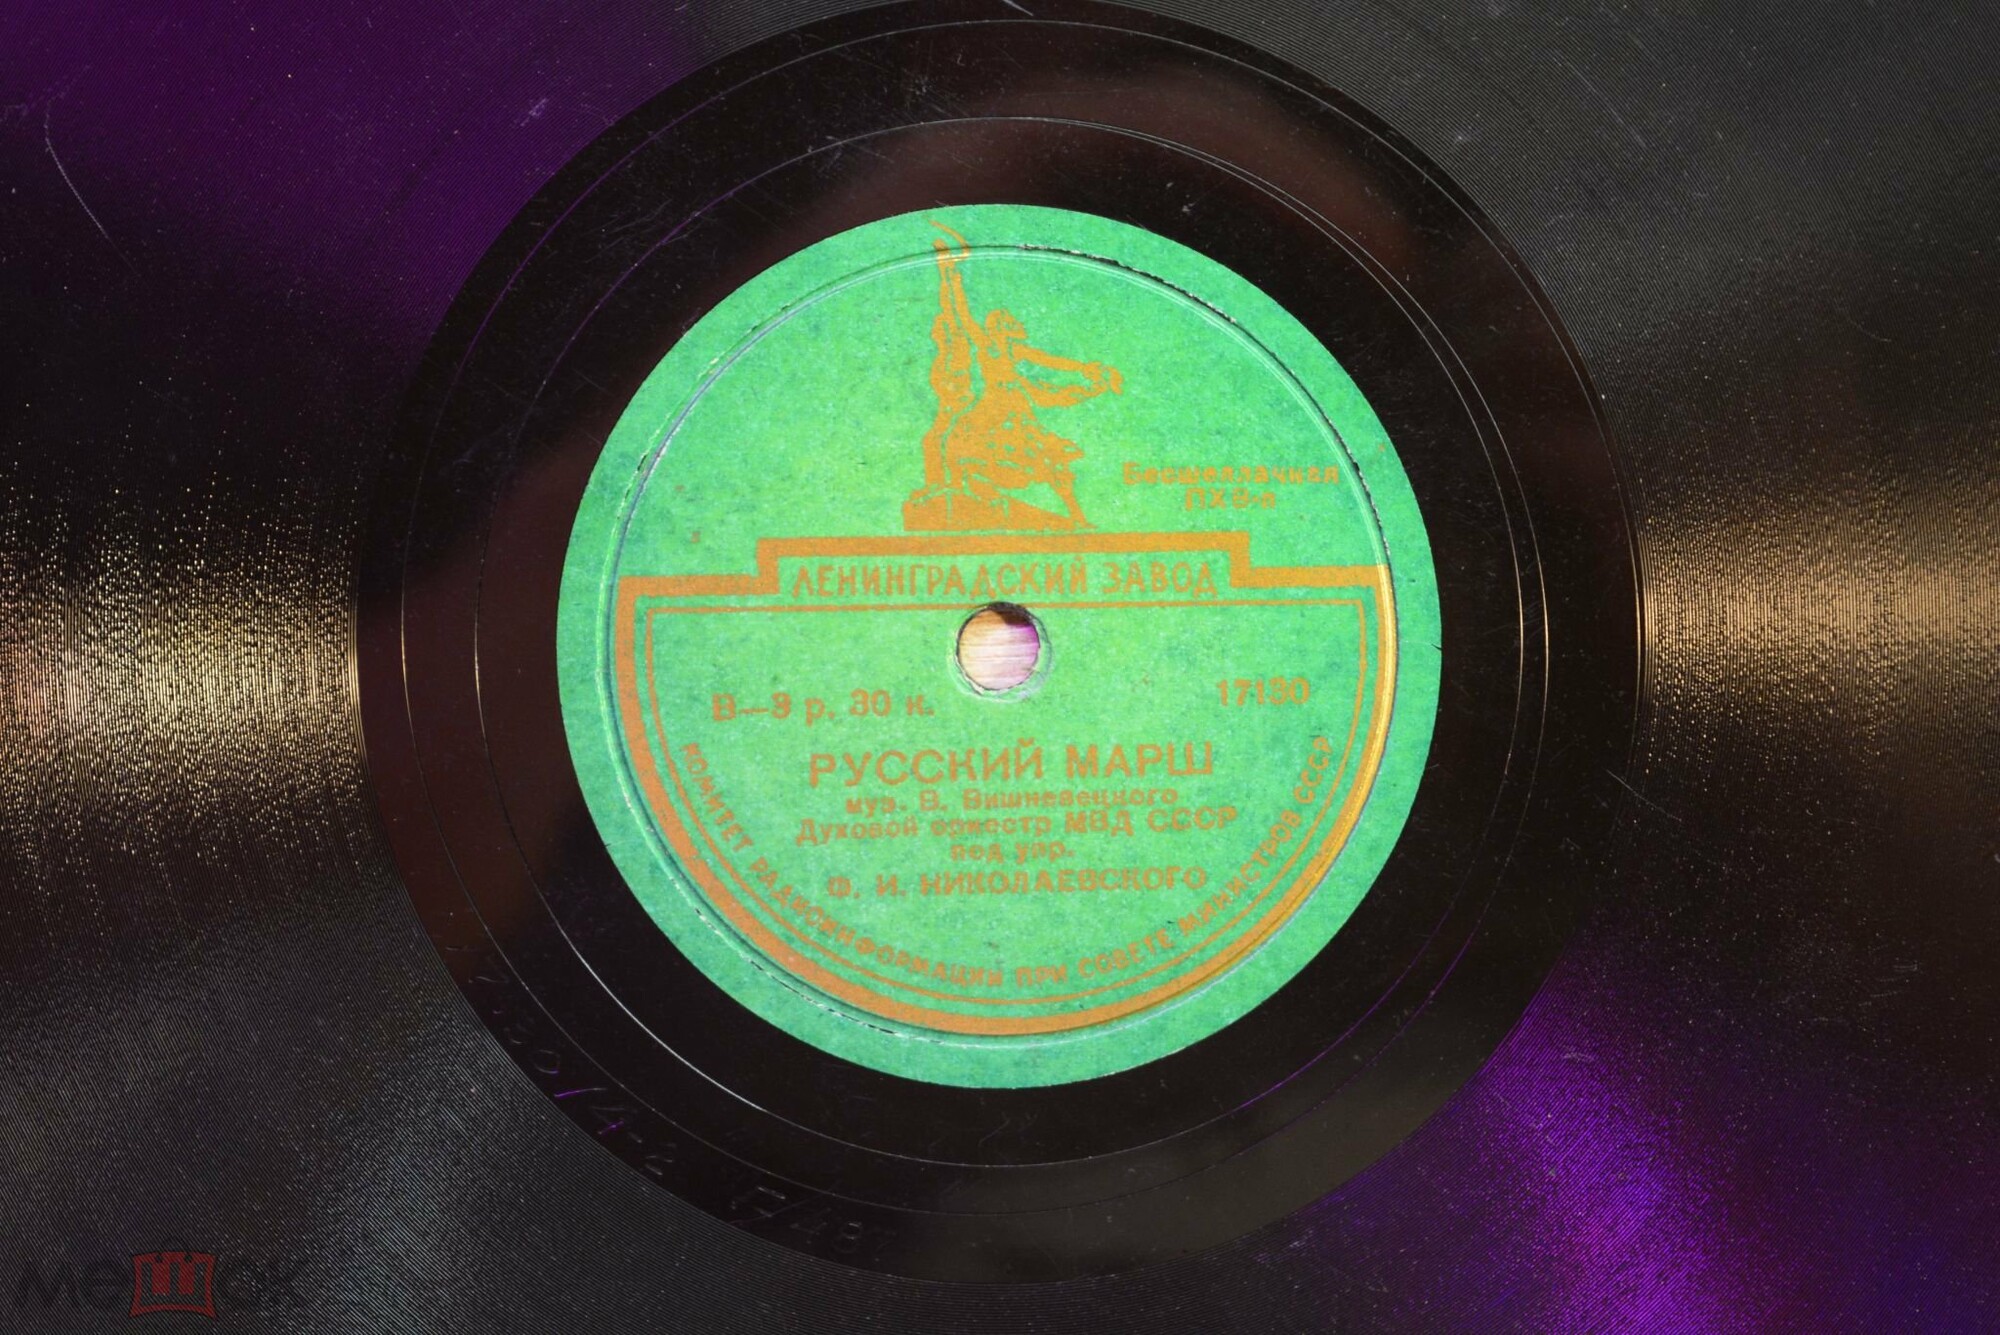 Бесшеллачная
ПХВ-п
ЛЕНИНГРАДСКИЙ ЗАВОД
В—3 р. 30 к.
17130
РУССКИЙ МАРШ
муз. В. Вишневецкого
Духовой оркестр МВД СССР
под упр.
Ф. И. НИКОЛАЕВСКОГО
КОМИТЕТ РАДИОИНФОРМАЦИИ ПРИ СОВЕТЕ МИНИСТРОВ СССР
мешок